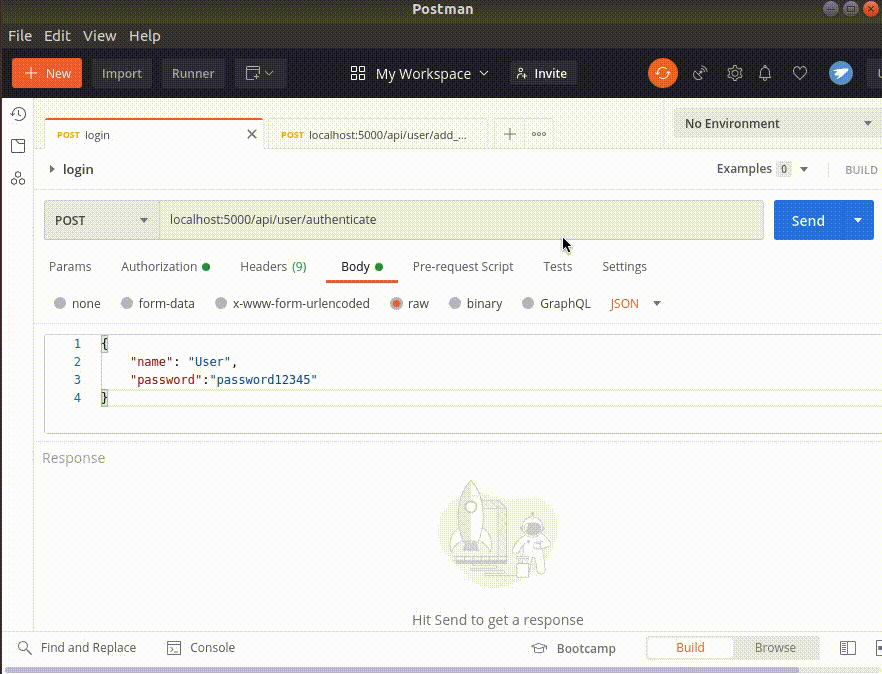 Postman
File Edit View Help
+ New Import Runner My Workspace Invite
POST login POST localhost:5000/api/user/add_... + ooo No Environment
login Examples 0 BUILD
POST localhost:5000/api/user/authenticate Send
Params Authorization Headers (9) Body Pre-request Script Tests Settings
none form-data x-www-form-urlencoded raw binary GraphQL JSON
1 {
2 "name": "User",
3 "password":"password12345"
4 }
Response
Hit Send to get a response
Find and Replace Console Bootcamp Build Browse